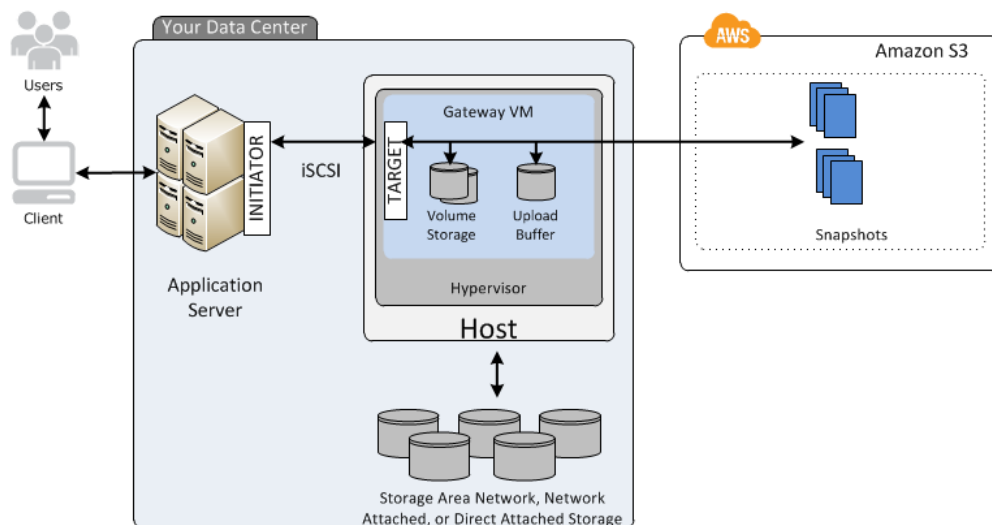 Your Data Center
AWS
Amazon S3
Users
Gateway VM
INITIATOR
TARGET
iSCSI
Client
Volume
Storage
Upload
Buffer
Snapshots
Application
Server
Hypervisor
Host
Storage Area Network, Network
Attached, or Direct Attached Storage